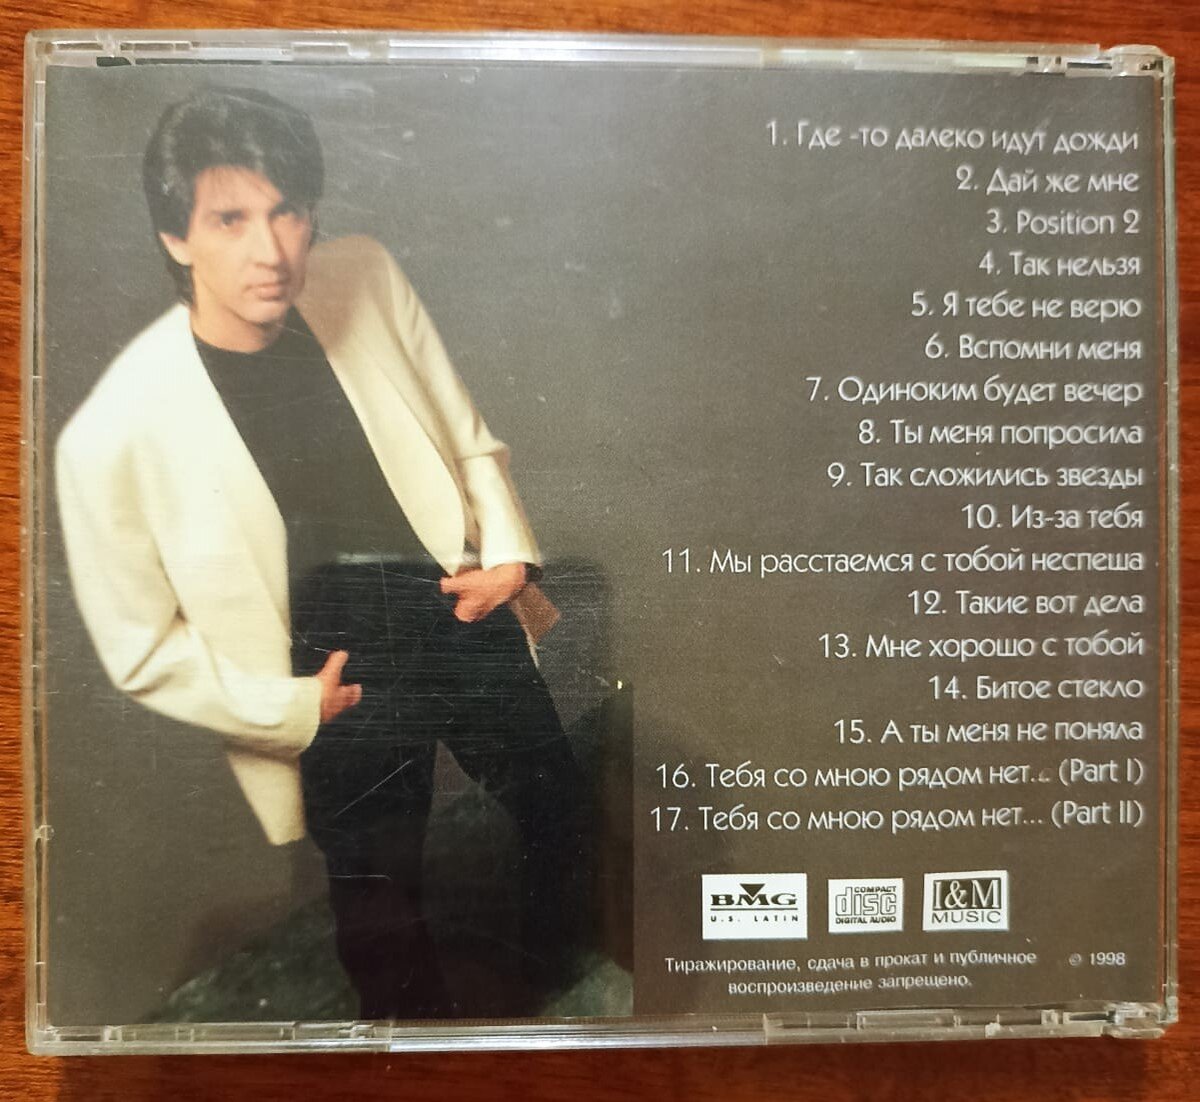 1. Где -то далеко идут дожди
2. Дай же мне
3. Position 2
4. Так нельзя
5. Я тебе не верю
6. Вспомни меня
7. Одиноким будет вечер
8. Ты меня попросила
9. Так сложились звезды
10. Из-за тебя
11. Мы расстаемся с тобой неспеша
12. Такие вот дела
13. Мне хорошо с тобой
14. Битое стекло
15. А ты меня не поняла
16. Тебя со мною рядом нет... (Part I)
17. Тебя со мною рядом нет... (Part II)
BMG
U.S. LATIN
COMPACT
disc
DIGITAL AUDIO
I&M
MUSIC
Тиражирование, сдача в прокат и публичное
воспроизведение запрещено.
© 1998